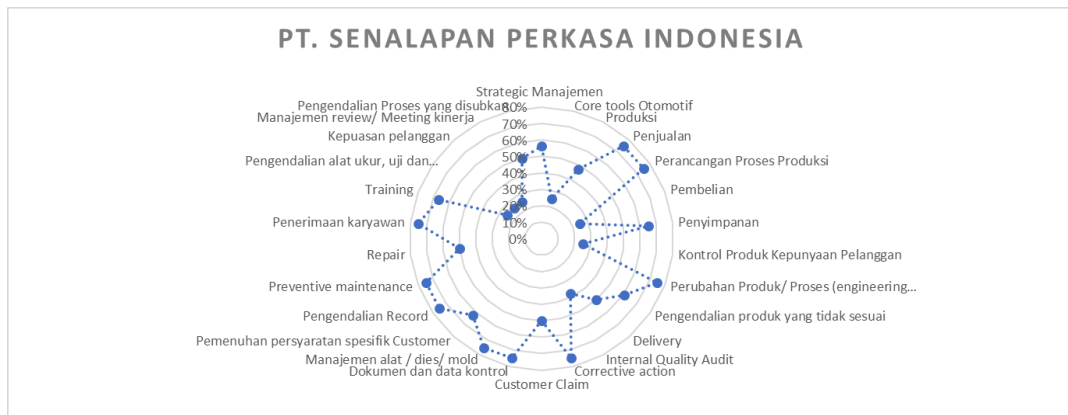 PT. SENALAPAN PERKASA INDONESIA
Strategic Manajemen
Core tools Otomotif
Produksi
Penjualan
Perancangan Proses Produksi
Pembelian
Penyimpanan
Kontrol Produk Kepunyaan Pelanggan
Perubahan Produk/ Proses (engineering...
Pengendalian produk yang tidak sesuai
Delivery
Internal Quality Audit
Corrective action
Customer Claim
Dokumen dan data kontrol
Manajemen alat / dies/ mold
Pemenuhan persyaratan spesifik Customer
Pengendalian Record
Preventive maintenance
Repair
Penerimaan karyawan
Training
Pengendalian alat ukur, uji dan...
Kepuasan pelanggan
Manajemen review/ Meeting kinerja
Pengendalian Proses yang disubkan
80%
70%
60%
50%
40%
30%
20%
10%
0%